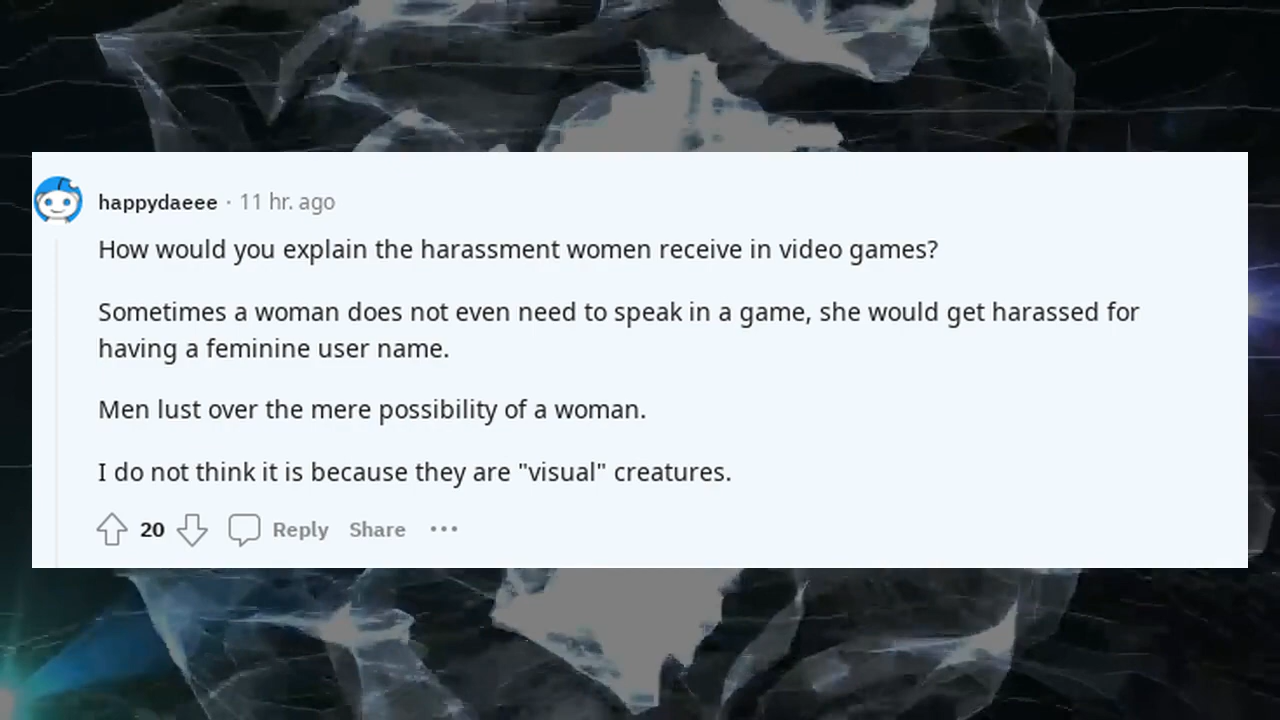 happydaeee · 11 hr. ago
How would you explain the harassment women receive in video games?
Sometimes a woman does not even need to speak in a game, she would get harassed for
having a feminine user name.
Men lust over the mere possibility of a woman.
I do not think it is because they are "visual" creatures.
20 Reply Share ···